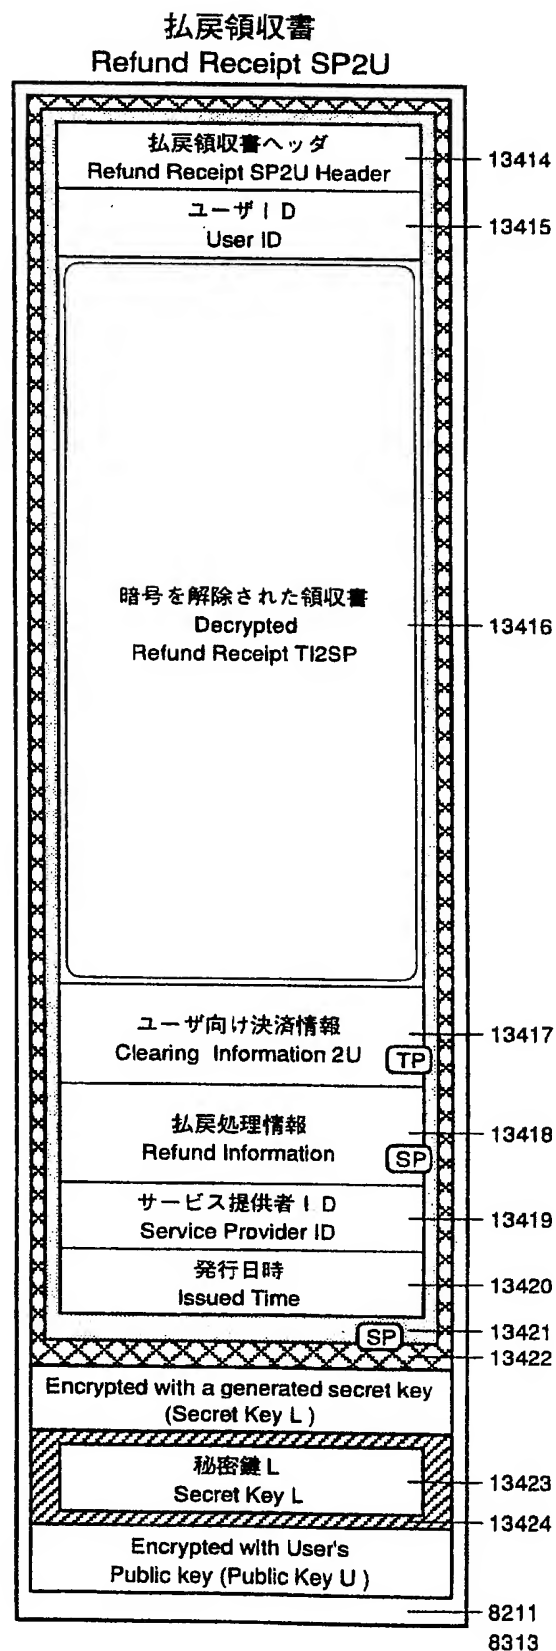 払戻領収書
Refund Receipt SP2U
払戻領収書ヘッダ
Refund Receipt SP2U Header
13414
ユーザID
User ID
13415
暗号を解除された領収書
Decrypted
Refund Receipt TI2SP
13416
ユーザ向け決済情報
Clearing Information 2U
TP
13417
払戻処理情報
Refund Information
SP
13418
サービス提供者ID
Service Provider ID
13419
発行日時
Issued Time
13420
SP
13421
13422
Encrypted with a generated secret key
(Secret Key L )
秘密鍵L
Secret Key L
13423
13424
Encrypted with User's
Public key (Public Key U )
8211
8313